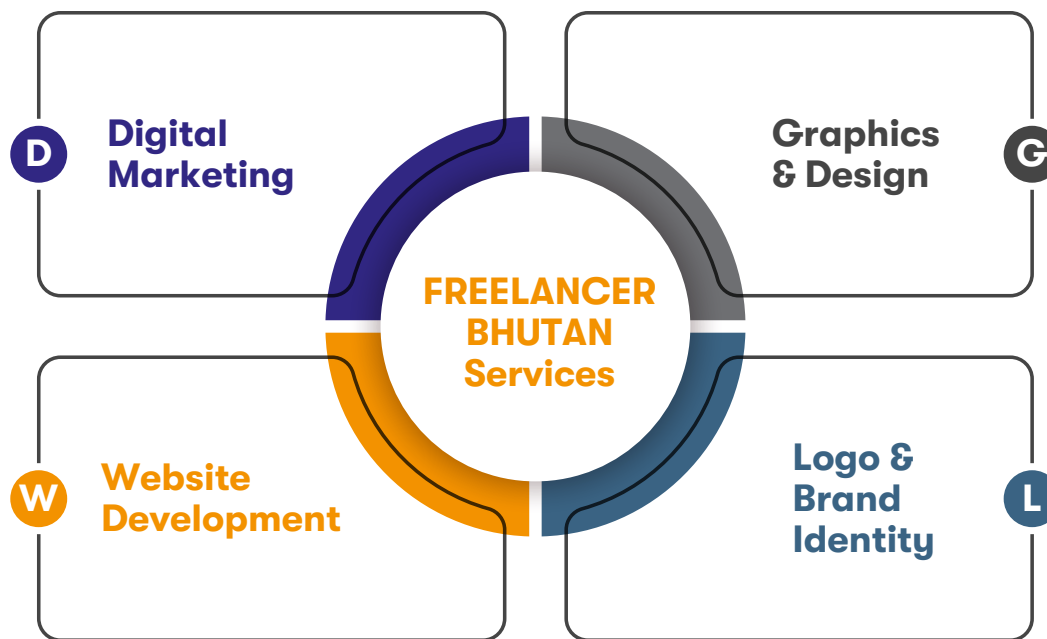 D
Digital
Marketing
Graphics
& Design
G
FREELANCER
BHUTAN
Services
W
Website
Development
Logo &
Brand
Identity
L